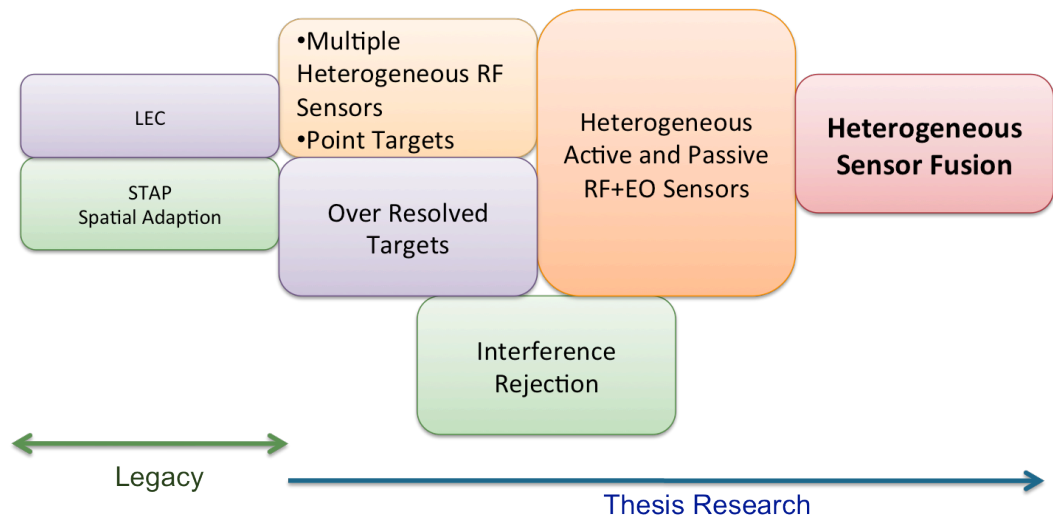 LEC
STAP
Spatial Adaption
•Multiple
Heterogeneous RF
Sensors
•Point Targets
Over Resolved
Targets
Heterogeneous
Active and Passive
RF+EO Sensors
Heterogeneous
Sensor Fusion
Interference
Rejection
Legacy
Thesis Research